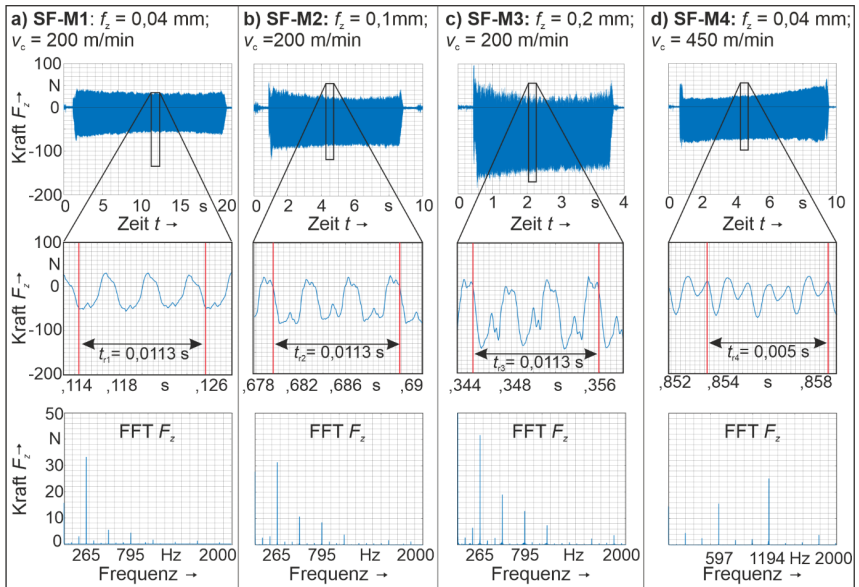 a) SF-M1: fz = 0,04 mm;
vc = 200 m/min
b) SF-M2: fz = 0,1mm;
vc =200 m/min
c) SF-M3: fz = 0,2 mm;
vc = 200 m/min
d) SF-M4: fz = 0,04 mm;
vc = 450 m/min
Kraft Fz→
100
N
0
-100
-200
0 4 8 12 s 20
Zeit t →
0 2 4 6 s 10
Zeit t →
0 1 2 s 4
Zeit t →
0 2 4 6 s 10
Zeit t →
Kraft Fz→
100
N
0
-100
-200
tr1= 0,0113 s
tr2= 0,0113 s
tr3= 0,0113 s
tr4= 0,005 s
,114 ,118 s ,126
,678 ,682 ,686 s ,69
,344 ,348 s ,356
,852 ,854 s ,858
Kraft Fz→
50
N
30
20
10
0
FFT Fz
FFT Fz
FFT Fz
FFT Fz
265 795 Hz 2000
Frequenz →
265 795 Hz 2000
Frequenz →
265 795 Hz 2000
Frequenz →
597 1194 Hz 2000
Frequenz →